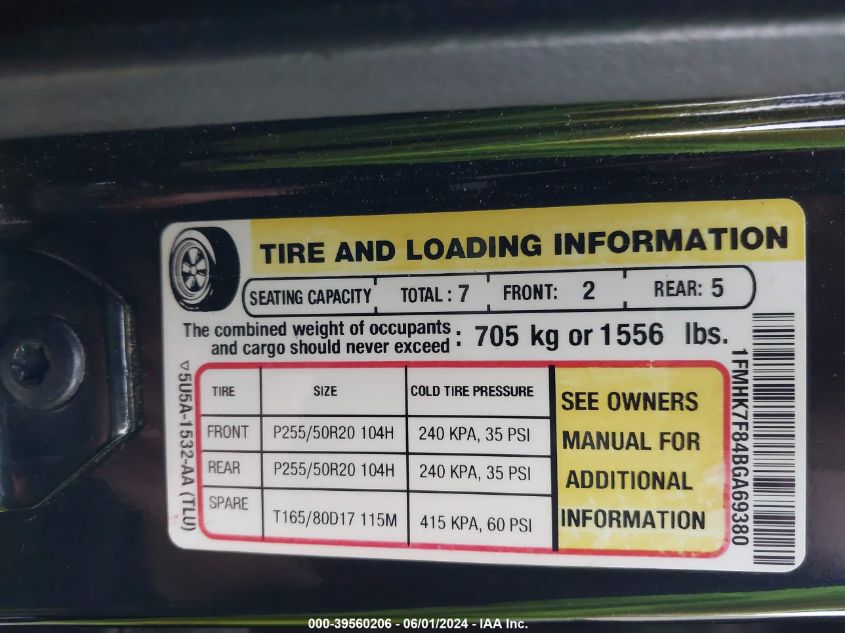 TIRE AND LOADING INFORMATION
SEATING CAPACITY TOTAL: 7 FRONT: 2 REAR: 5
The combined weight of occupants
and cargo should never exceed : 705 kg or 1556 lbs.
TIRE SIZE COLD TIRE PRESSURE
FRONT P255/50R20 104H 240 KPA, 35 PSI
REAR P255/50R20 104H 240 KPA, 35 PSI
SPARE T165/80D17 115M 415 KPA, 60 PSI
SEE OWNERS
MANUAL FOR
ADDITIONAL
INFORMATION
5U5A-1532-AA (TLU)
1FMHK7F84BGA69380
000-39560206 - 06/01/2024 - IAA Inc.